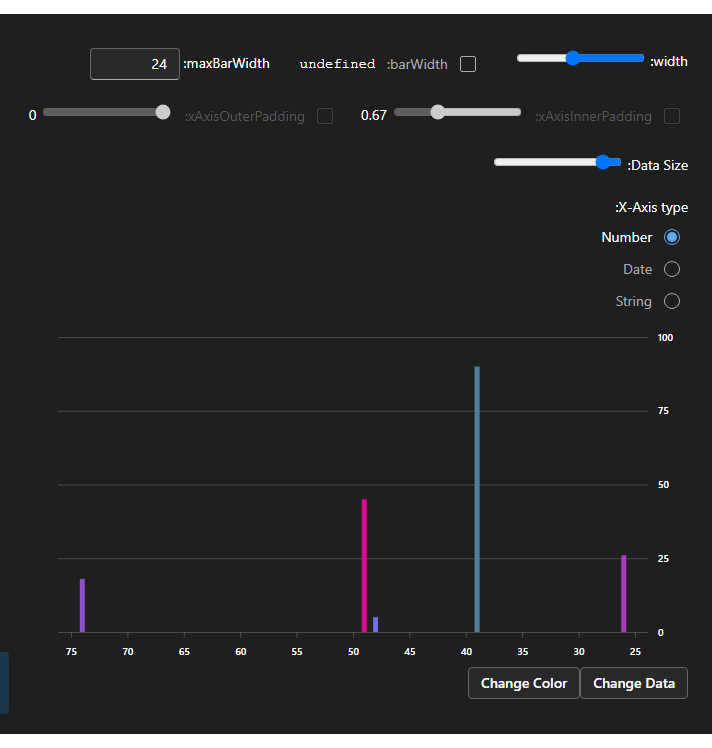 width:
barWidth: undefined
maxBarWidth: 24
xAxisInnerPadding: 0.67
xAxisOuterPadding: 0
Data Size:
X-Axis type:
Number
Date
String
100
75
50
25
0
75 70 65 60 55 50 45 40 35 30 25
Change Color Change Data